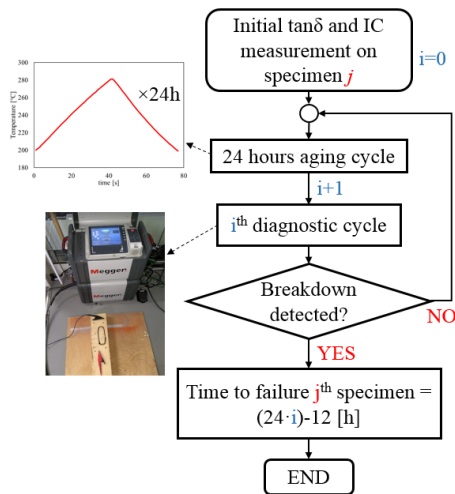 Initial tanδ and IC
measurement on
specimen j
i=0
280
260
240
220
200
180
Temperature [°C]
0 20 40 60 80
time [s]
×24h
24 hours aging cycle
i+1
iᵗʰ diagnostic cycle
Megger
Megger
Breakdown
detected?
NO
YES
Time to failure jᵗʰ specimen =
(24·i)-12 [h]
END